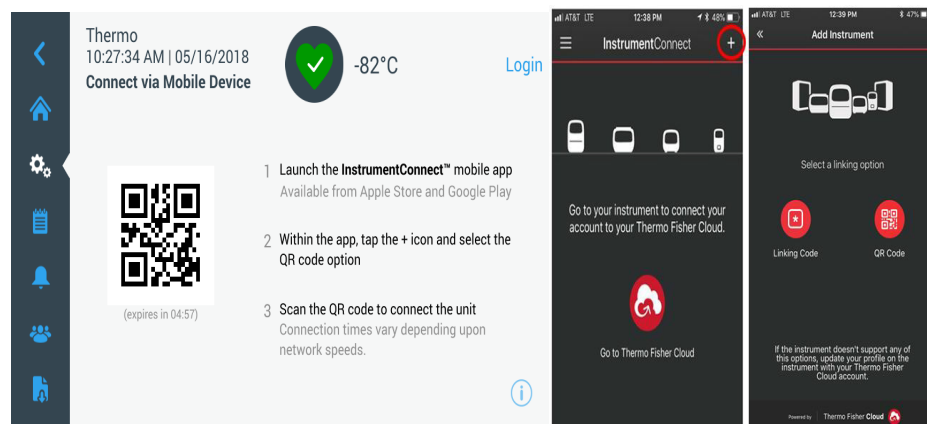 Thermo
10:27:34 AM | 05/16/2018
Connect via Mobile Device
-82°C
Login
(expires in 04:57)
1 Launch the InstrumentConnect™ mobile app
Available from Apple Store and Google Play
2 Within the app, tap the + icon and select the
QR code option
3 Scan the QR code to connect the unit
Connection times vary depending upon
network speeds.
i
AT&T LTE 12:38 PM 48%
InstrumentConnect +
Go to your instrument to connect your
account to your Thermo Fisher Cloud.
Go to Thermo Fisher Cloud
AT&T LTE 12:39 PM 47%
« Add Instrument
Select a linking option
Linking Code QR Code
If the instrument doesn't support any of
this options, update your profile on the
instrument with your Thermo Fisher
Cloud account.
Powered by Thermo Fisher Cloud